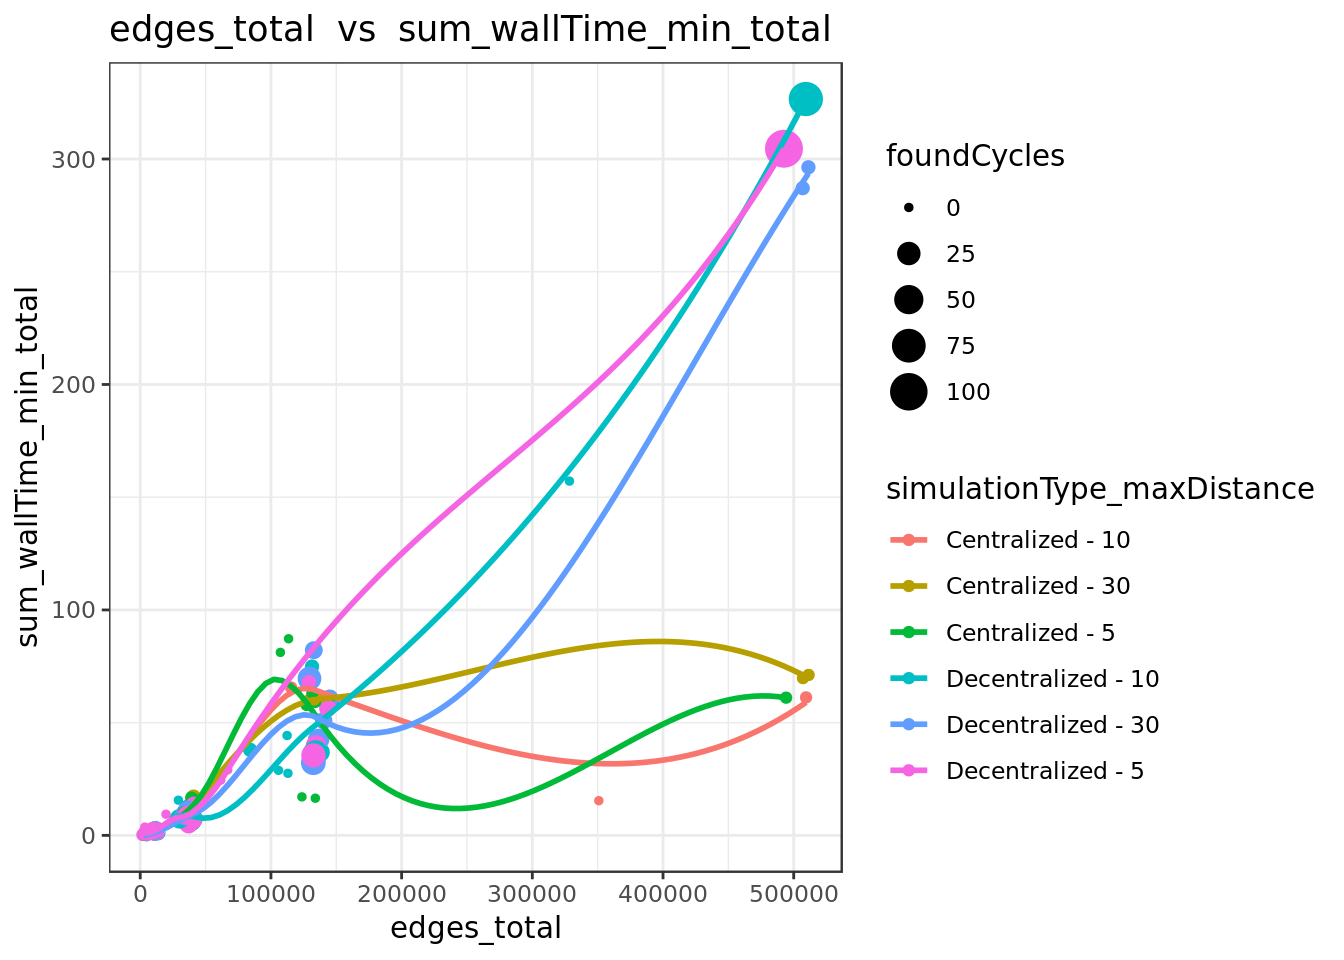 edges_total  vs  sum_wallTime_min_total
sum_wallTime_min_total
300
200
100
0
0
100000
200000
300000
400000
500000
edges_total
foundCycles
0
25
50
75
100
simulationType_maxDistance
Centralized - 10
Centralized - 30
Centralized - 5
Decentralized - 10
Decentralized - 30
Decentralized - 5